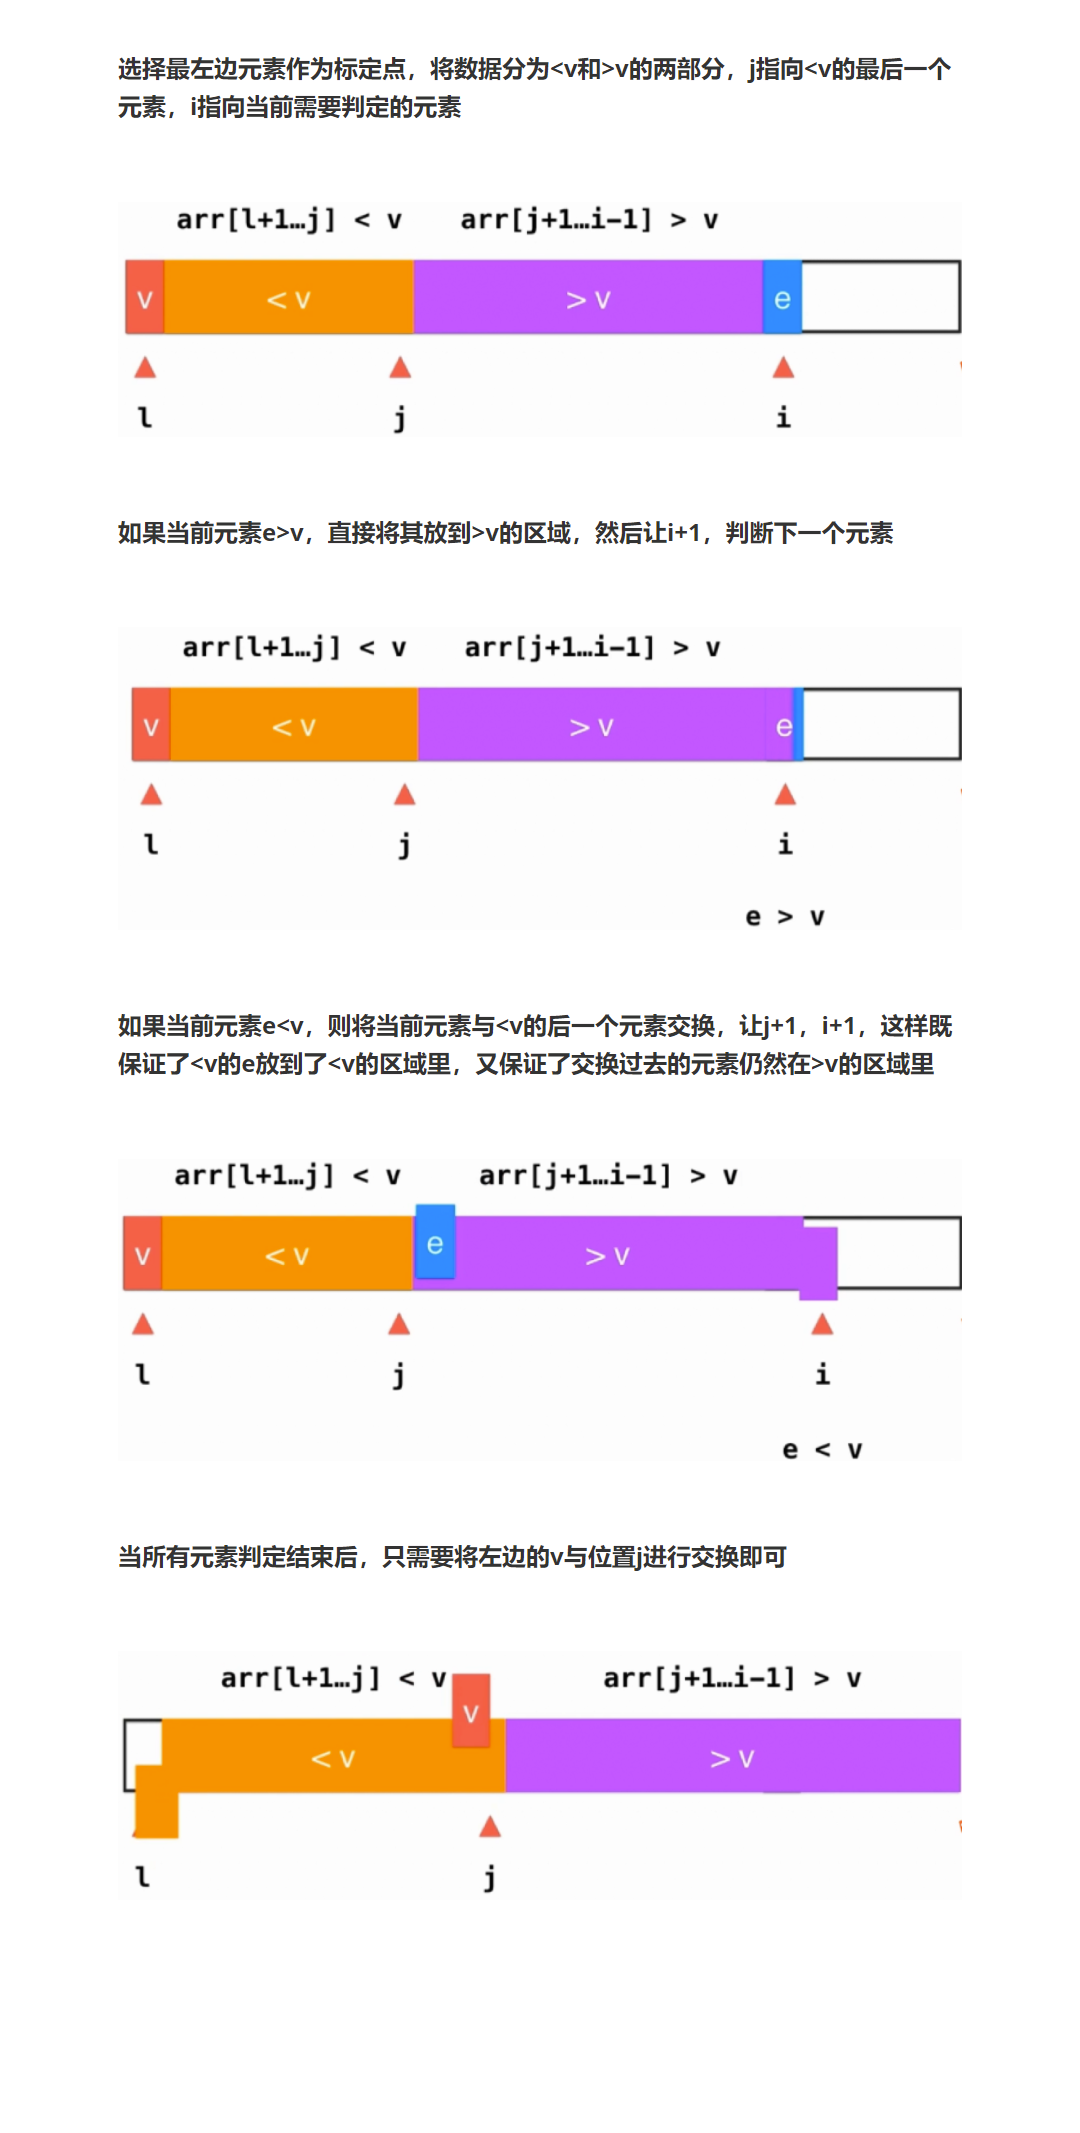 选择最左边元素作为标定点，将数据分为<v和>v的两部分，j指向<v的最后一个
元素，i指向当前需要判定的元素
arr[l+1…j] < v arr[j+1…i-1] > v
v < v > v e
l j i
如果当前元素e>v，直接将其放到>v的区域，然后让i+1，判断下一个元素
arr[l+1…j] < v arr[j+1…i-1] > v
v < v > v e
l j i
e > v
如果当前元素e<v，则将当前元素与<v的后一个元素交换，让j+1，i+1，这样既
保证了<v的e放到了<v的区域里，又保证了交换过去的元素仍然在>v的区域里
arr[l+1…j] < v arr[j+1…i-1] > v
v < v e > v
l j i
e < v
当所有元素判定结束后，只需要将左边的v与位置j进行交换即可
arr[l+1…j] < v arr[j+1…i-1] > v
v
< v > v
l j